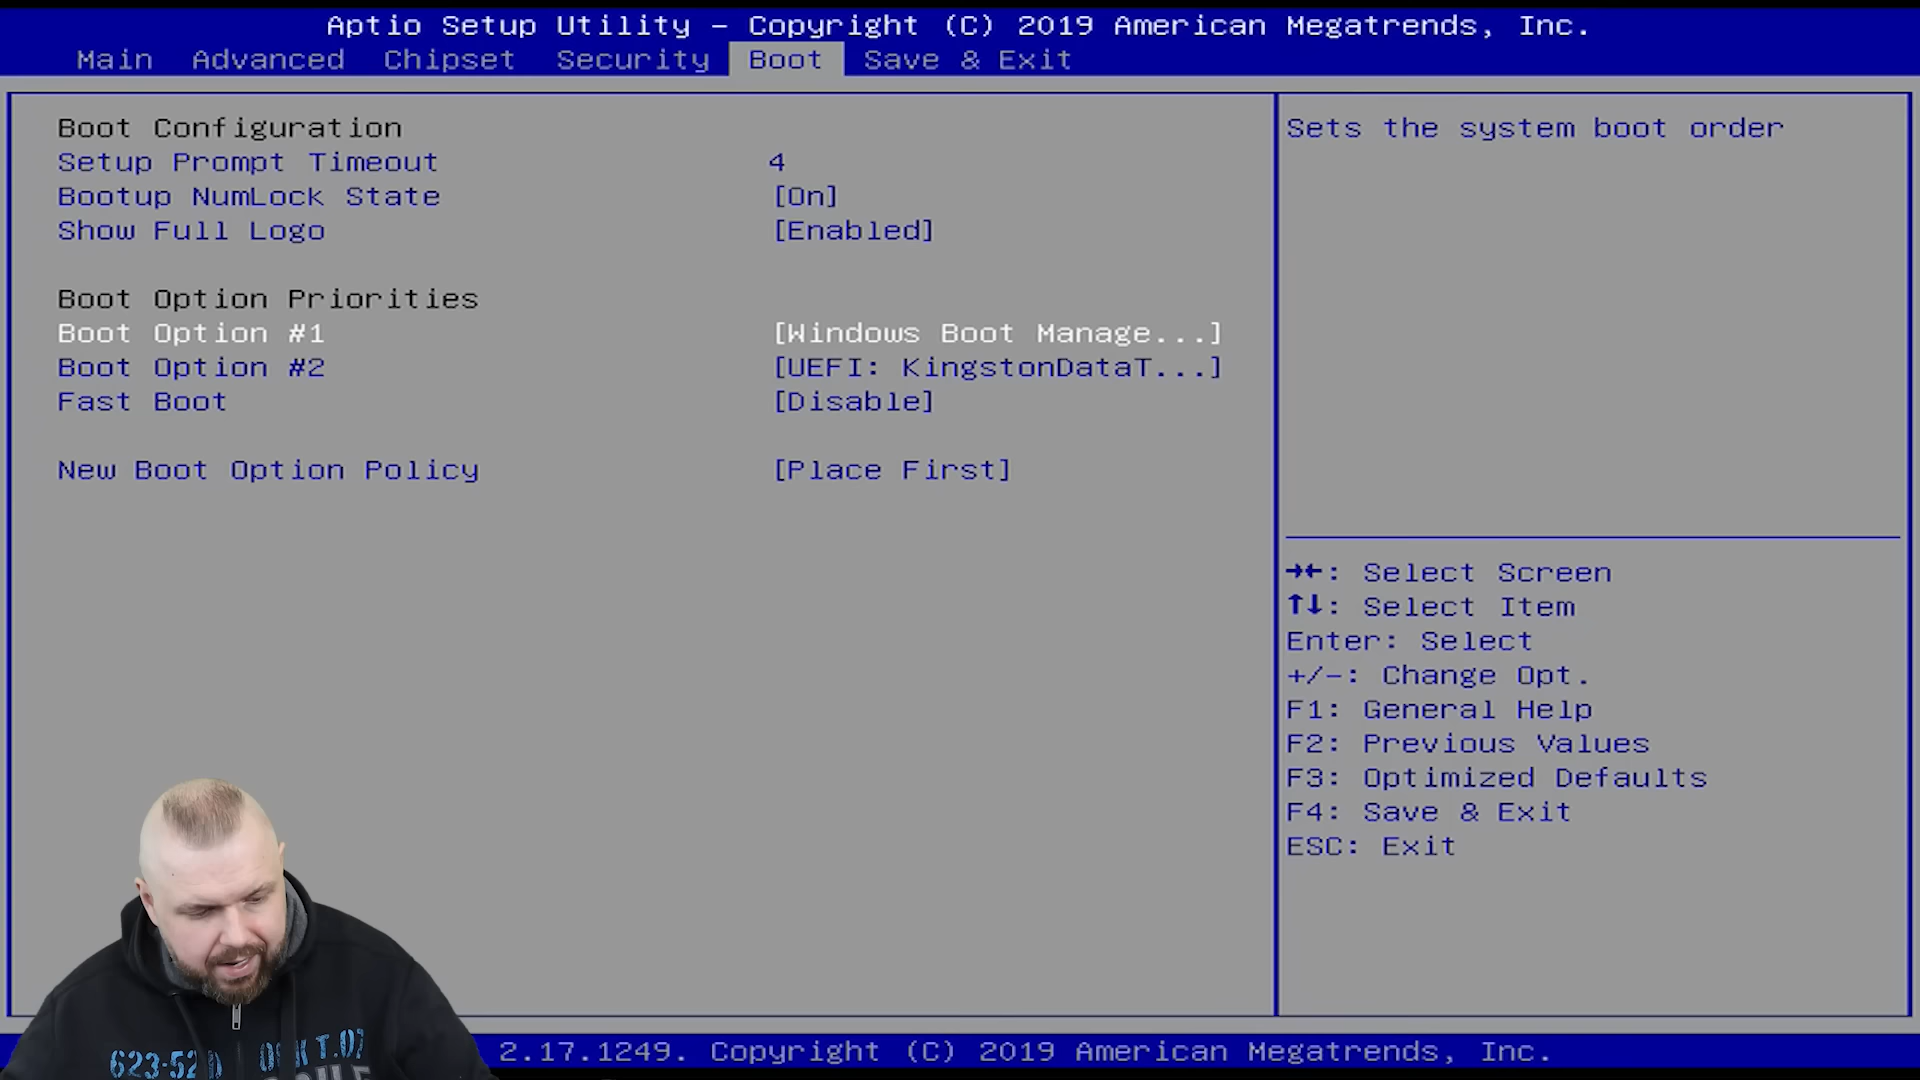 Aptio Setup Utility – Copyright (C) 2019 American Megatrends, Inc.
Main Advanced Chipset Security Boot Save & Exit
Boot Configuration
Setup Prompt Timeout 4
Bootup NumLock State [On]
Show Full Logo [Enabled]
Boot Option Priorities
Boot Option #1 [Windows Boot Manage...]
Boot Option #2 [UEFI: KingstonDataT...]
Fast Boot [Disable]
New Boot Option Policy [Place First]
Sets the system boot order
→←: Select Screen
↑↓: Select Item
Enter: Select
+/-: Change Opt.
F1: General Help
F2: Previous Values
F3: Optimized Defaults
F4: Save & Exit
ESC: Exit
2.17.1249. Copyright (C) 2019 American Megatrends, Inc.